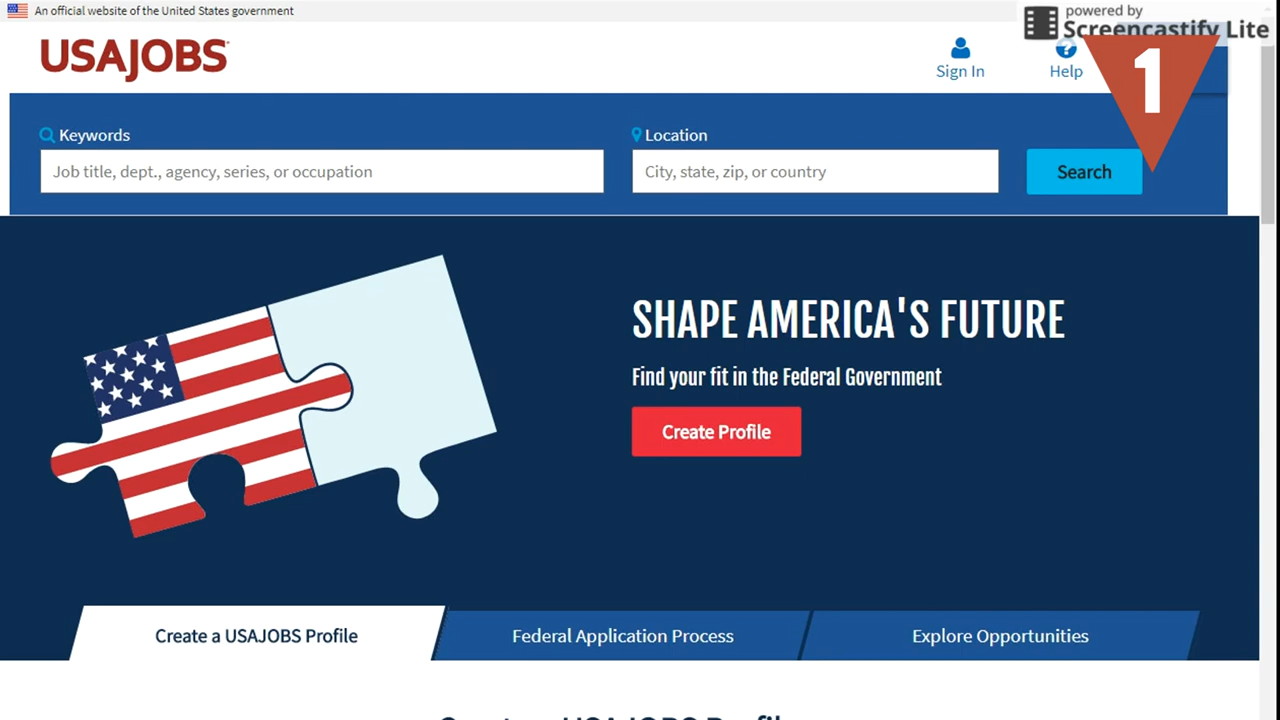 An official website of the United States government
powered by
Screencastify Lite
USAJOBS
Sign In
Help
1
Keywords
Location
Job title, dept., agency, series, or occupation
City, state, zip, or country
Search
SHAPE AMERICA'S FUTURE
Find your fit in the Federal Government
Create Profile
Create a USAJOBS Profile
Federal Application Process
Explore Opportunities